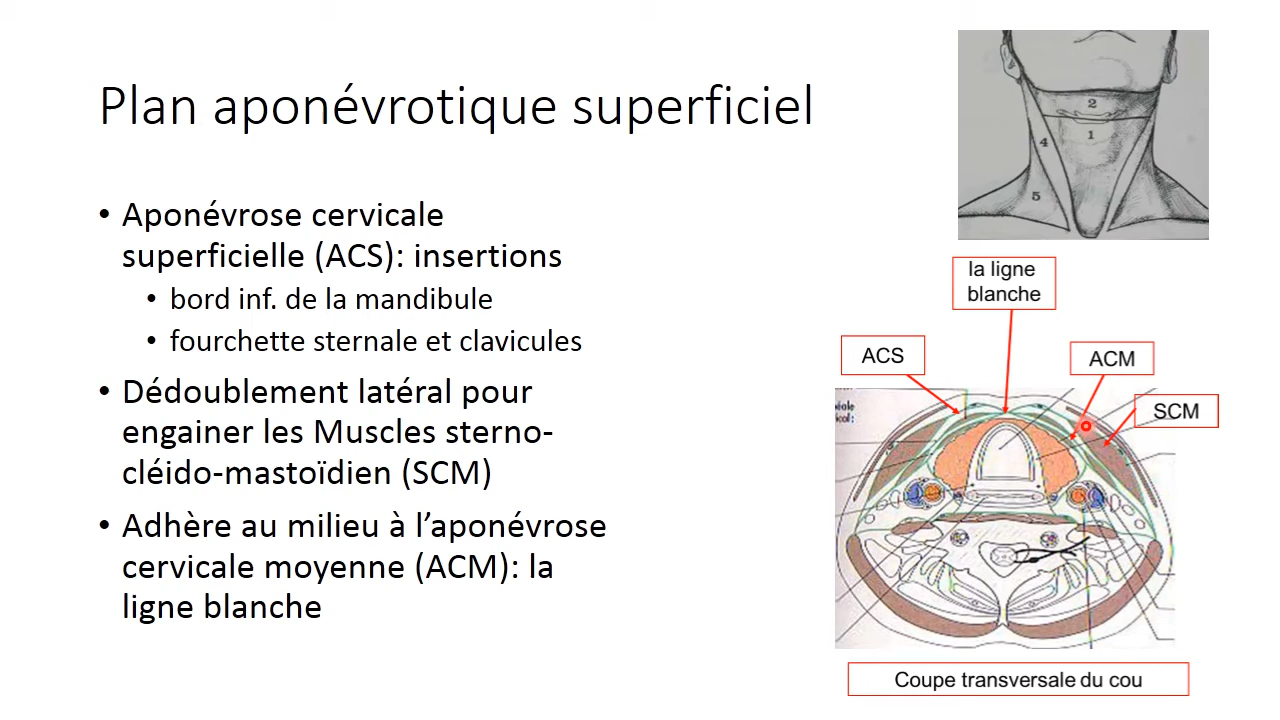 Plan aponévrotique superficiel
• Aponévrose cervicale
superficielle (ACS): insertions
• bord inf. de la mandibule
• fourchette sternale et clavicules
• Dédoublement latéral pour
engainer les Muscles sterno-
cléido-mastoïdien (SCM)
• Adhère au milieu à l’aponévrose
cervicale moyenne (ACM): la
ligne blanche
2
1
4
5
la ligne
blanche
ACS
ACM
SCM
Coupe transversale du cou